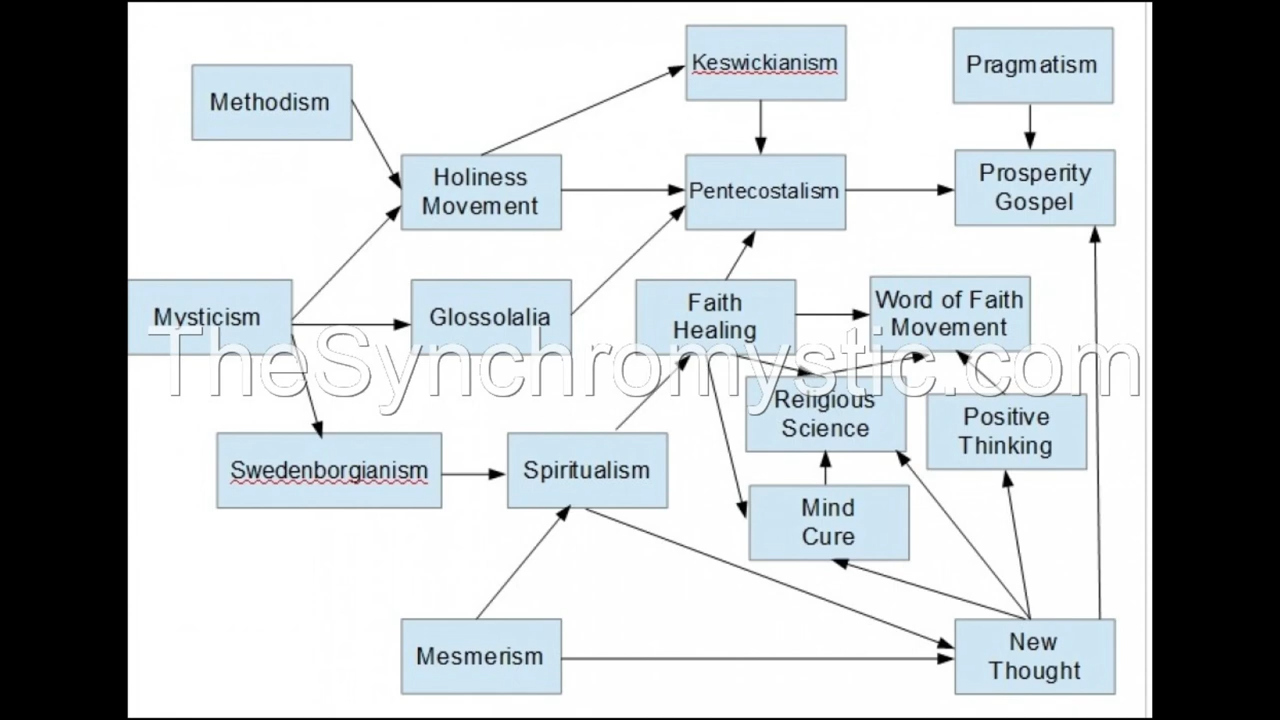 Keswickianism
Pragmatism
Methodism
Holiness
Movement
Pentecostalism
Prosperity
Gospel
Mysticism
Glossolalia
Faith
Healing
Word of Faith
Movement
TheSynchromystic.com
Religious
Science
Positive
Thinking
Swedenborgianism
Spiritualism
Mind
Cure
Mesmerism
New
Thought